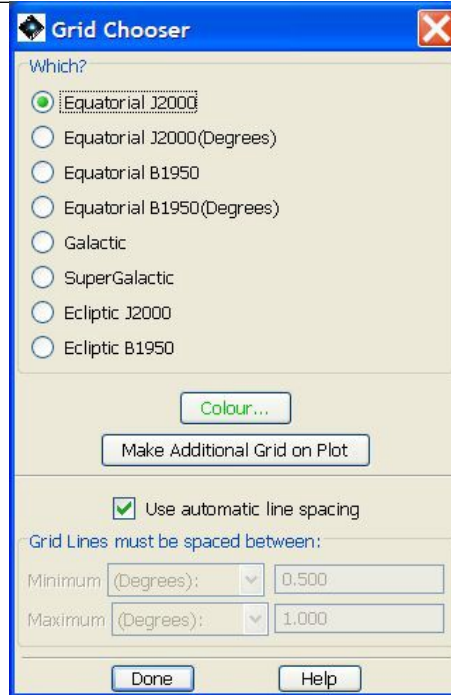 Grid Chooser
Which?
Equatorial J2000
Equatorial J2000(Degrees)
Equatorial B1950
Equatorial B1950(Degrees)
Galactic
SuperGalactic
Ecliptic J2000
Ecliptic B1950
Colour...
Make Additional Grid on Plot
Use automatic line spacing
Grid Lines must be spaced between:
Minimum (Degrees): 0.500
Maximum (Degrees): 1.000
Done Help